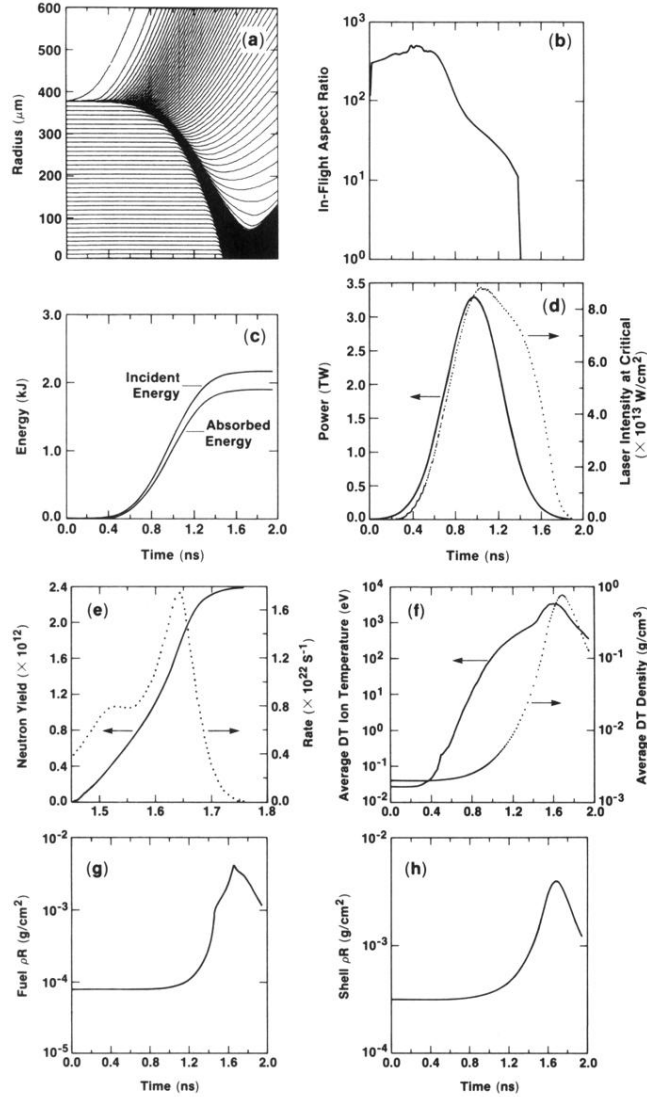 (a)
600
500
400
300
200
100
0
Radius (μm)
(b)
10³
10²
10¹
10⁰
In-Flight Aspect Ratio
0.0 0.4 0.8 1.2 1.6 2.0
(c)
3.0
2.0
1.0
0.0
Energy (kJ)
Incident
Energy
Absorbed
Energy
0.0 0.4 0.8 1.2 1.6 2.0
Time (ns)
(d)
3.5
3.0
2.5
2.0
1.5
1.0
0.5
0.0
Power (TW)
8.0
6.0
4.0
2.0
0.0
Laser Intensity at Critical
(× 10¹³ W/cm²)
0.0 0.4 0.8 1.2 1.6 2.0
Time (ns)
(e)
2.4
1.8
1.2
0.6
0.0
Neutron Yield (× 10¹²)
1.6
1.2
0.8
0.4
0.0
Rate (× 10²² S⁻¹)
1.5 1.6 1.7 1.8
(f)
10⁴
10³
10²
10¹
10⁰
10⁻¹
10⁻²
Average DT Ion Temperature (eV)
10⁰
10⁻¹
10⁻²
10⁻³
Average DT Density (g/cm³)
0.0 0.4 0.8 1.2 1.6 2.0
(g)
10⁻²
10⁻³
10⁻⁴
10⁻⁵
Fuel ρR (g/cm²)
0.0 0.4 0.8 1.2 1.6 2.0
Time (ns)
(h)
10⁻²
10⁻³
10⁻⁴
Shell ρR (g/cm²)
0.0 0.4 0.8 1.2 1.6 2.0
Time (ns)